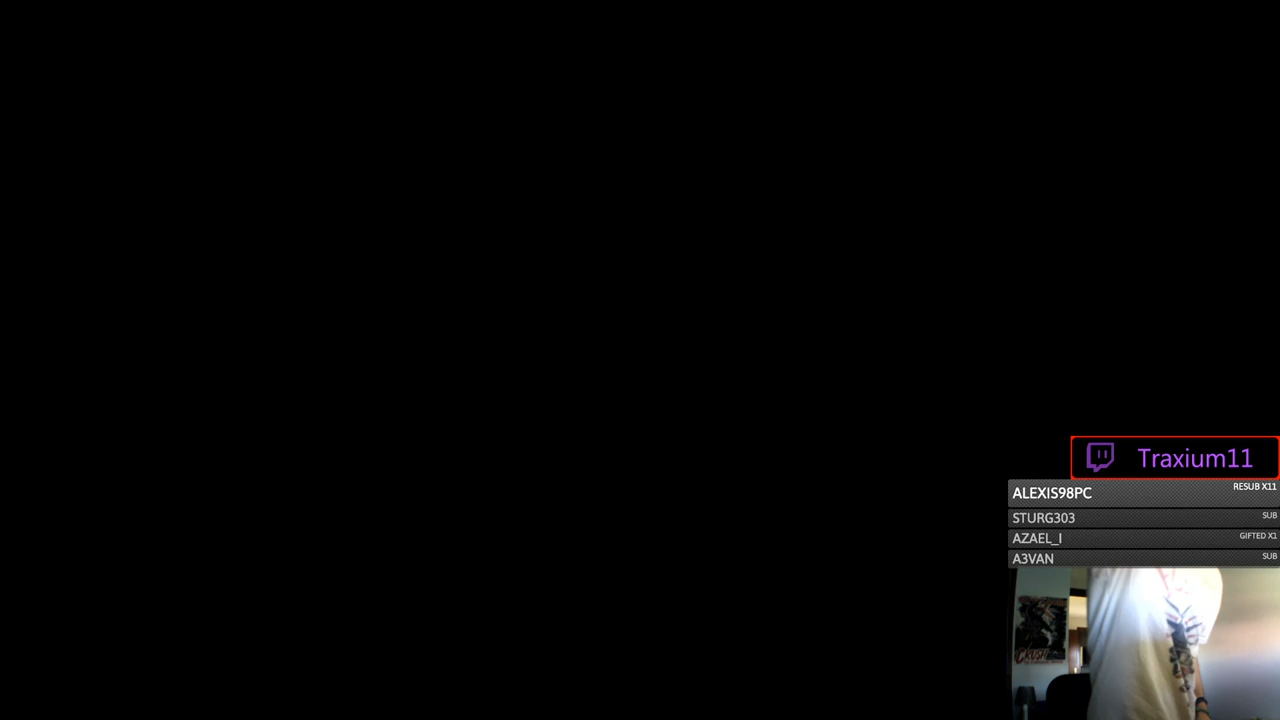 Traxium11
ALEXIS98PC RESUB X11
STURG303 SUB
AZAEL_I GIFTED X1
A3VAN SUB